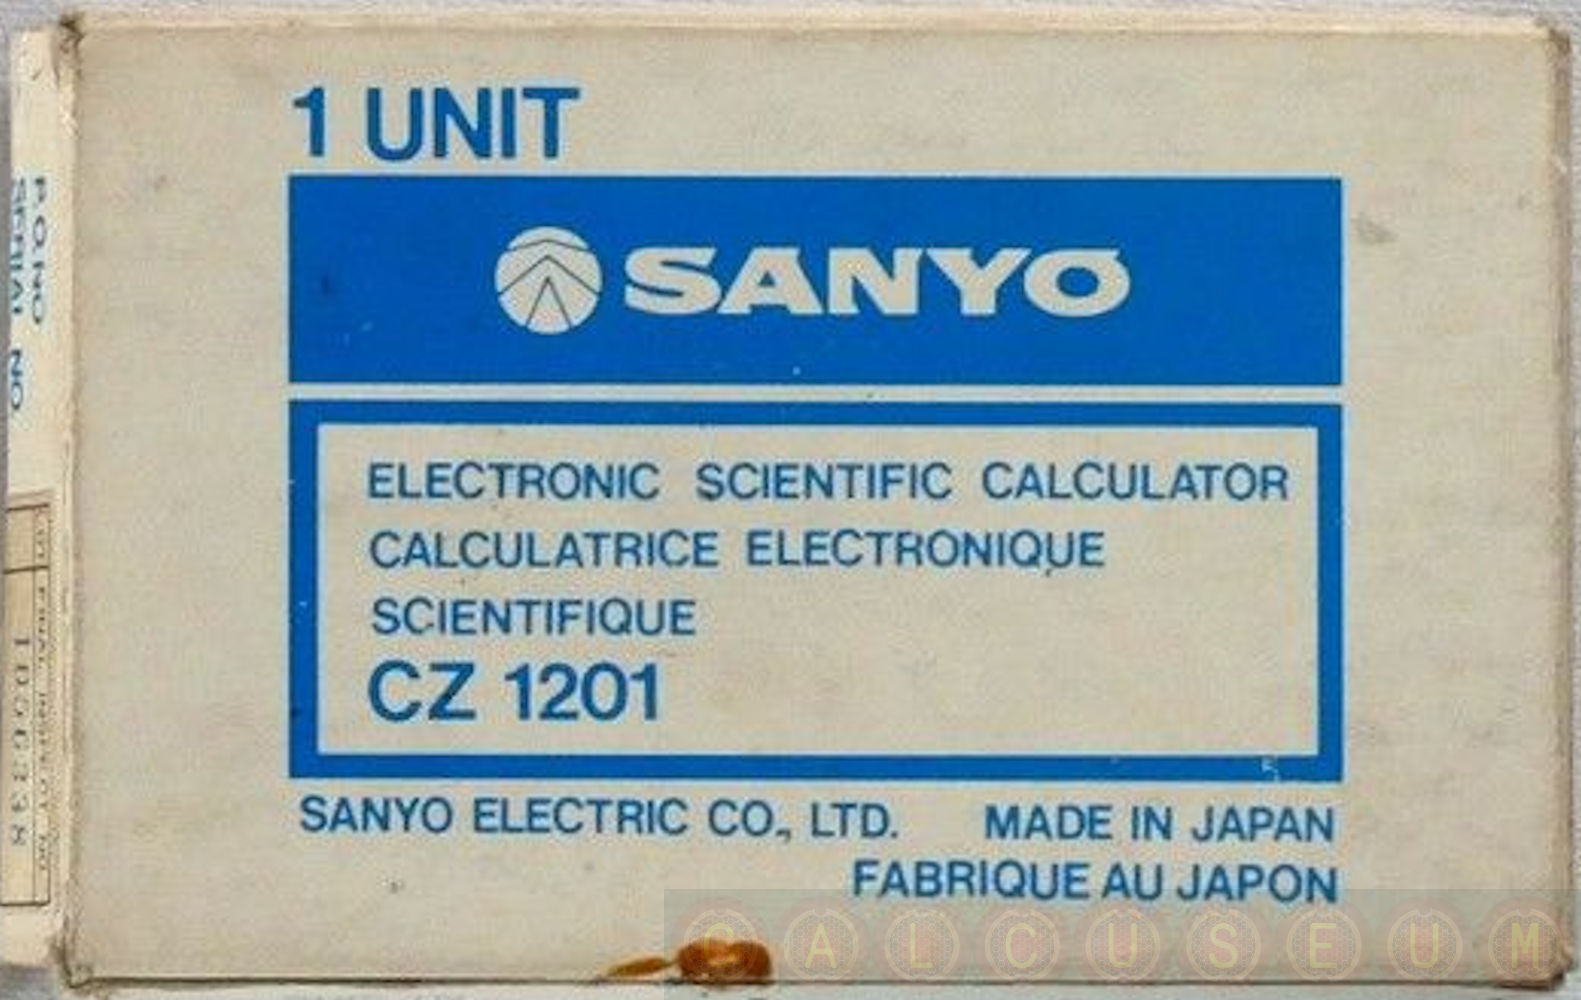 1 UNIT
SANYO
ELECTRONIC SCIENTIFIC CALCULATOR
CALCULATRICE ELECTRONIQUE
SCIENTIFIQUE
CZ 1201
SANYO ELECTRIC CO., LTD. MADE IN JAPAN
FABRIQUE AU JAPON
P.O.NO
SERIAL NO
CALCUSEUM